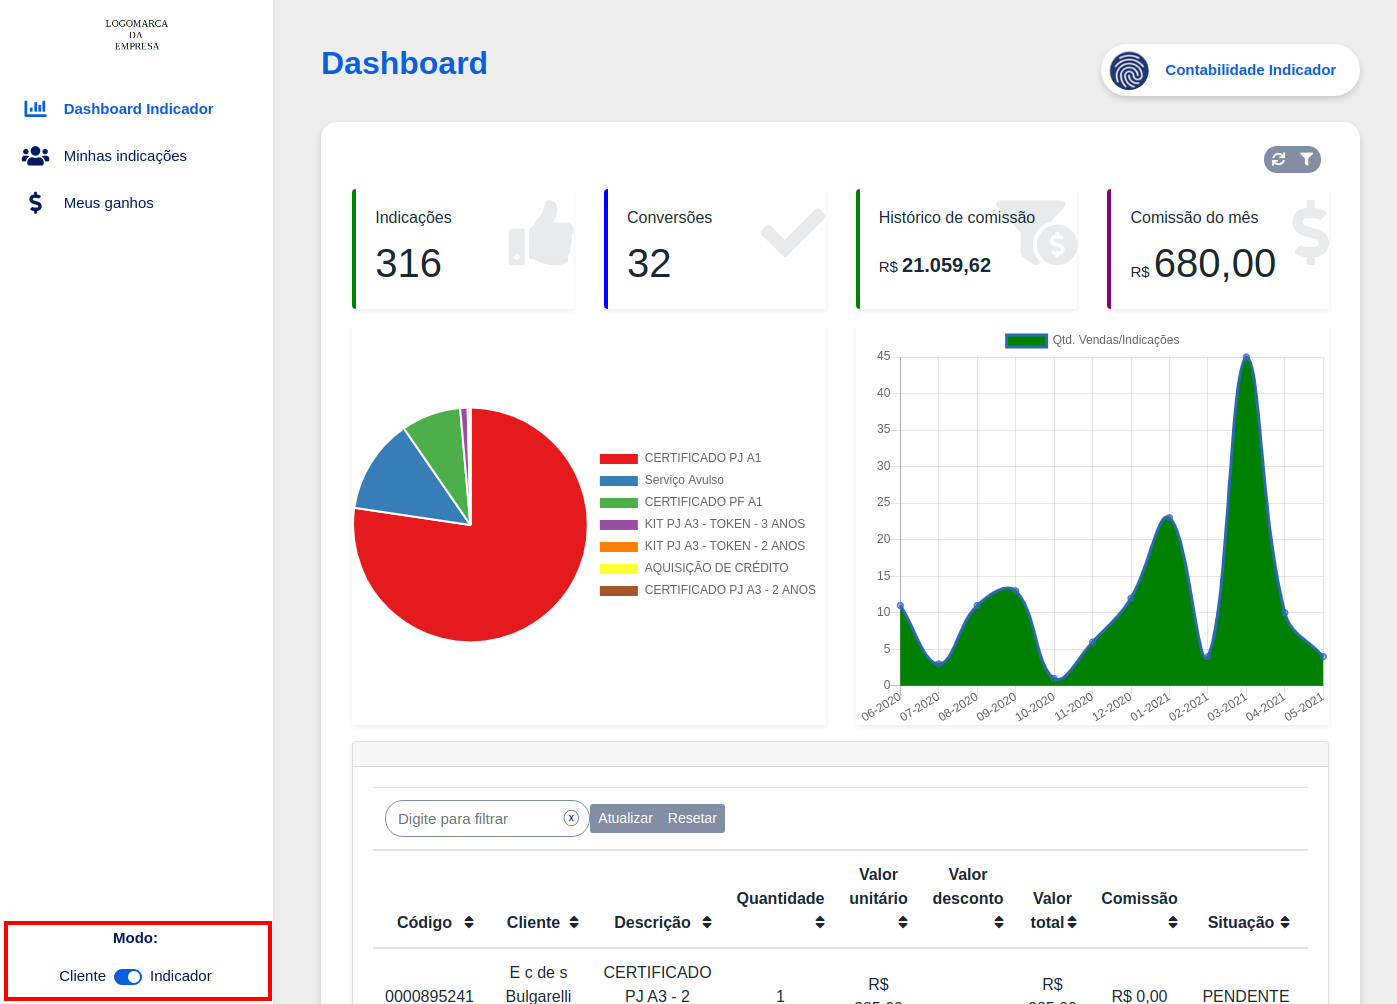 LOGOMARCA
DA
EMPRESA
Dashboard Indicador
Minhas indicações
Meus ganhos
Modo:
Cliente Indicador
Dashboard
Contabilidade Indicador
Indicações
316
Conversões
32
Histórico de comissão
R$ 21.059,62
Comissão do mês
R$ 680,00
CERTIFICADO PJ A1
Serviço Avulso
CERTIFICADO PF A1
KIT PJ A3 - TOKEN - 3 ANOS
KIT PJ A3 - TOKEN - 2 ANOS
AQUISIÇÃO DE CRÉDITO
CERTIFICADO PJ A3 - 2 ANOS
Qtd. Vendas/Indicações
45
40
35
30
25
20
15
10
5
0
06-2020 07-2020 08-2020 09-2020 10-2020 11-2020 12-2020 01-2021 02-2021 03-2021 04-2021 05-2021
Digite para filtrar x Atualizar Resetar
Código Cliente Descrição Quantidade Valor unitário Valor desconto Valor total Comissão Situação
E c de s CERTIFICADO R$ R$
0000895241 Bulgarelli PJ A3 - 2 1 R$ 0,00 PENDENTE